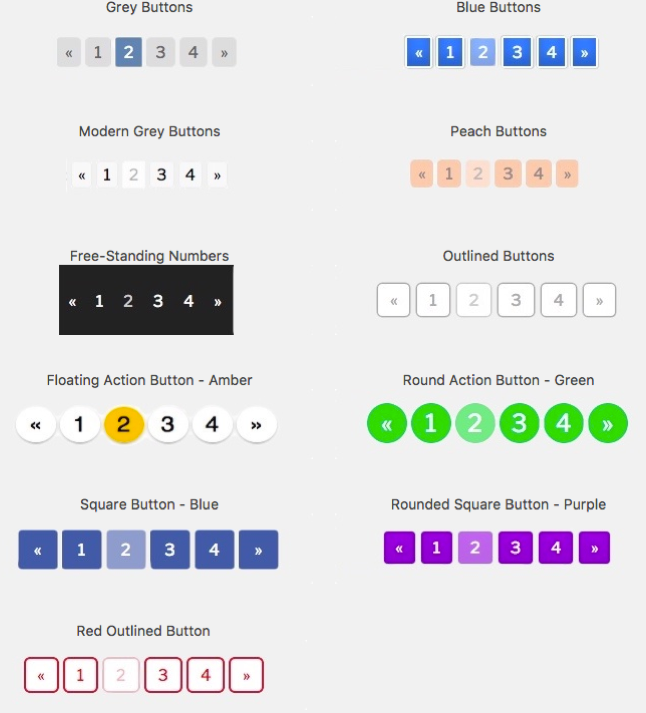 Grey Buttons
« 1 2 3 4 »
Blue Buttons
« 1 2 3 4 »
Modern Grey Buttons
« 1 2 3 4 »
Peach Buttons
« 1 2 3 4 »
Free-Standing Numbers
« 1 2 3 4 »
Outlined Buttons
« 1 2 3 4 »
Floating Action Button - Amber
« 1 2 3 4 »
Round Action Button - Green
« 1 2 3 4 »
Square Button - Blue
« 1 2 3 4 »
Rounded Square Button - Purple
« 1 2 3 4 »
Red Outlined Button
« 1 2 3 4 »